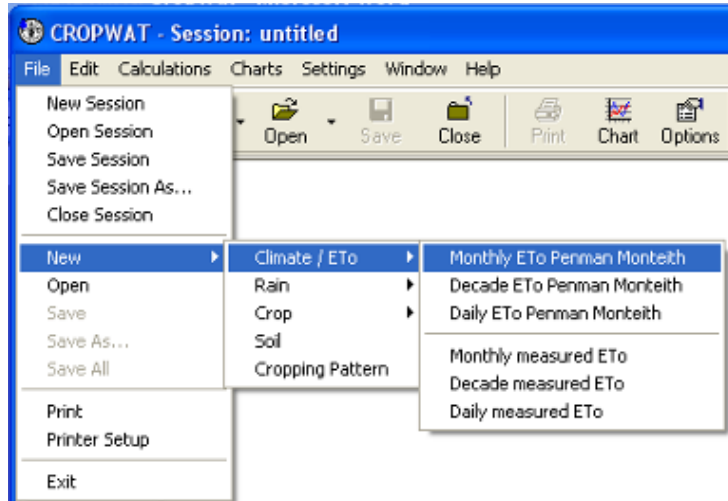 CROPWAT - Session: untitled
File Edit Calculations Charts Settings Window Help
Open Save Close Print Chart Options
New Session
Open Session
Save Session
Save Session As...
Close Session
New
Open
Save
Save As...
Save All
Print
Printer Setup
Exit
Climate / ETo
Rain
Crop
Soil
Cropping Pattern
Monthly ETo Penman Monteith
Decade ETo Penman Monteith
Daily ETo Penman Monteith
Monthly measured ETo
Decade measured ETo
Daily measured ETo